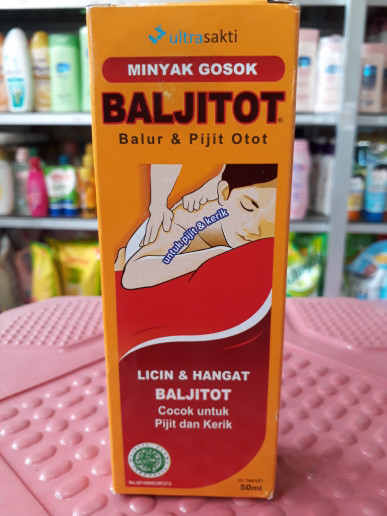 ultrasakti
MINYAK GOSOK
BALJITOT®
Balur & Pijit Otot
untuk pijit & kerik
LICIN & HANGAT
BALJITOT
Cocok untuk
Pijit dan Kerik
50ml